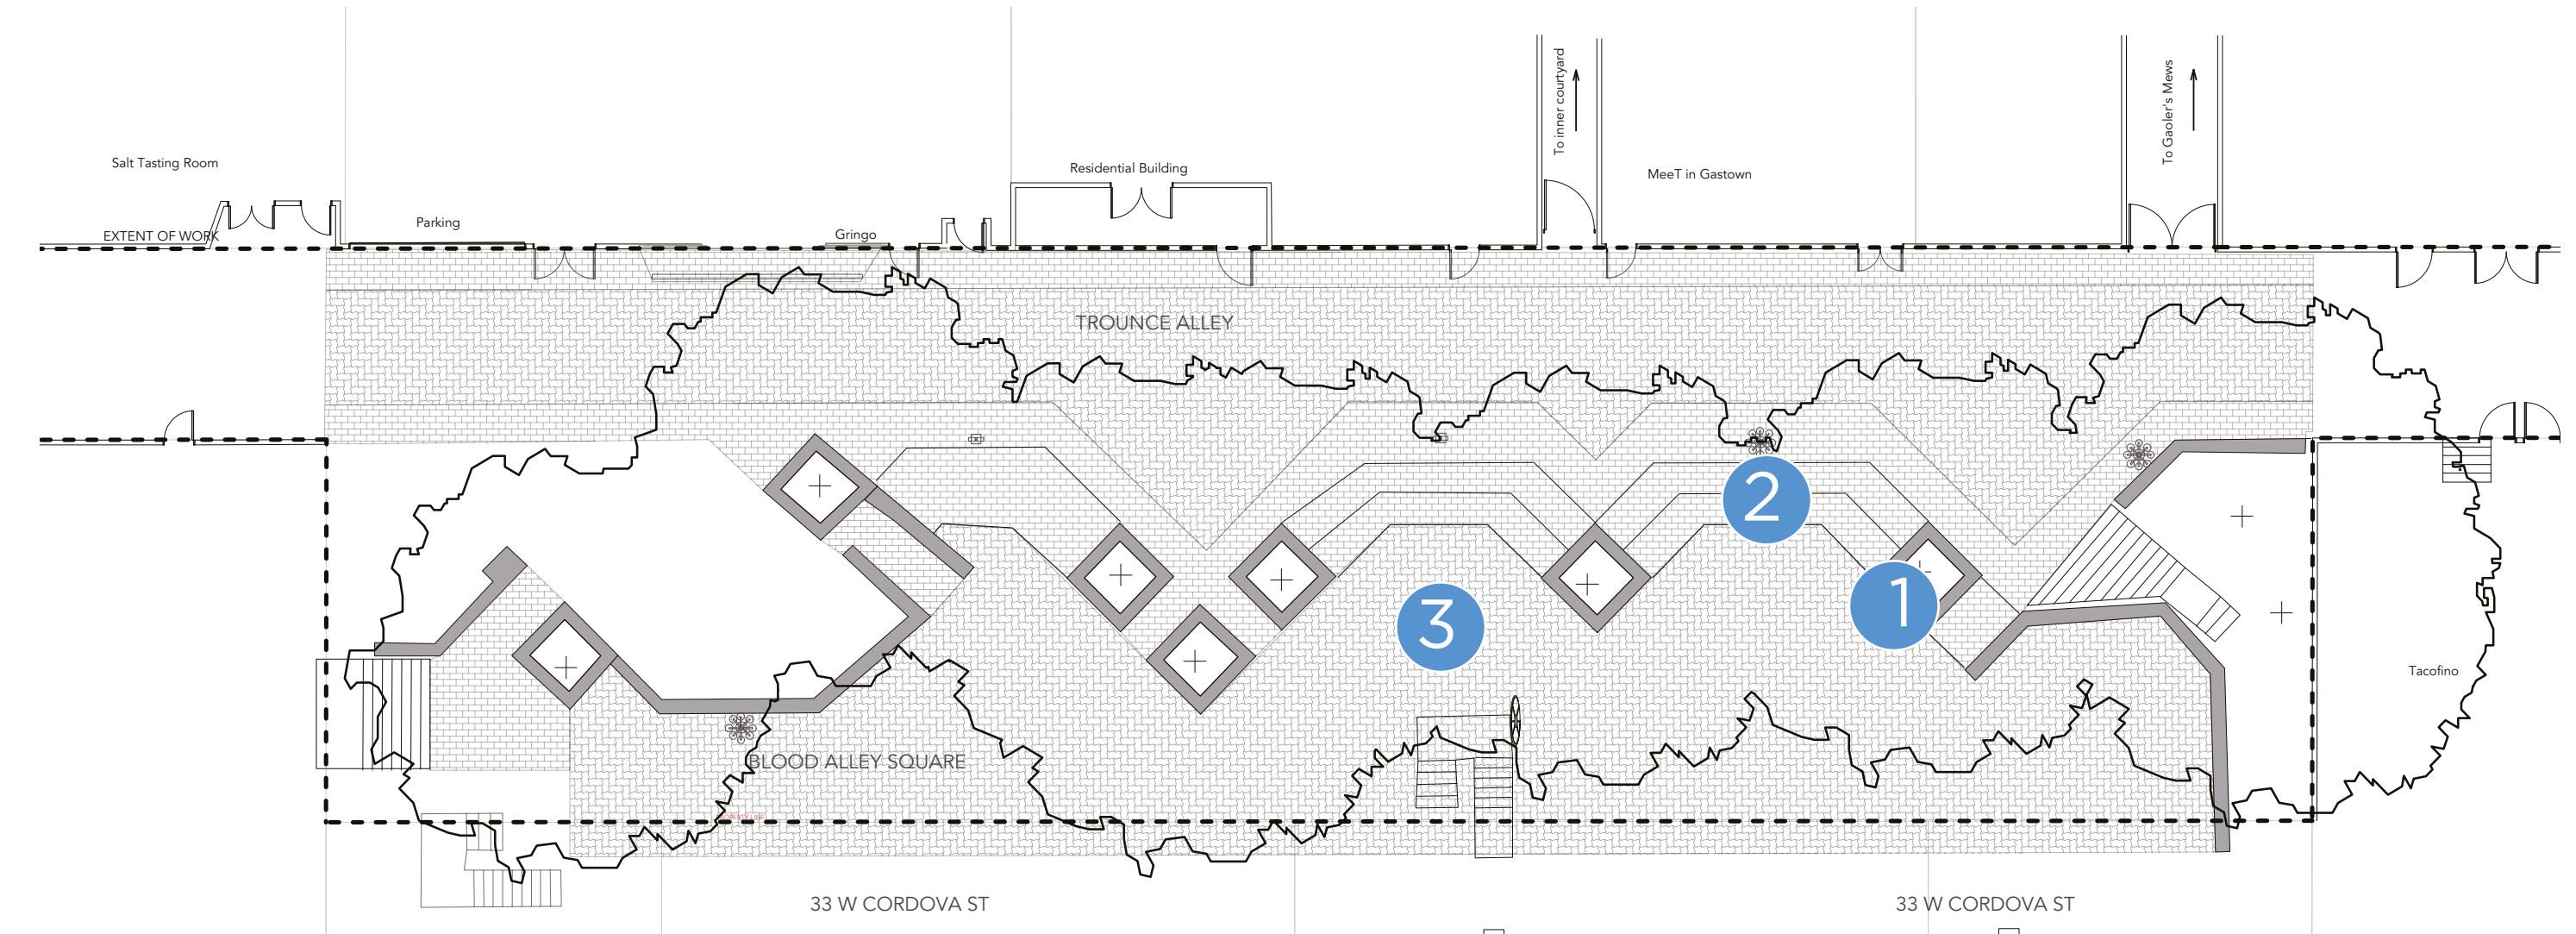 To inner courtyard
To Gaoler's Mews
Salt Tasting Room
Residential Building
MeeT in Gastown
Parking
EXTENT OF WORK
Gringo
TROUNCE ALLEY
2
1
3
Tacofino
BLOOD ALLEY SQUARE
33 W CORDOVA ST
33 W CORDOVA ST